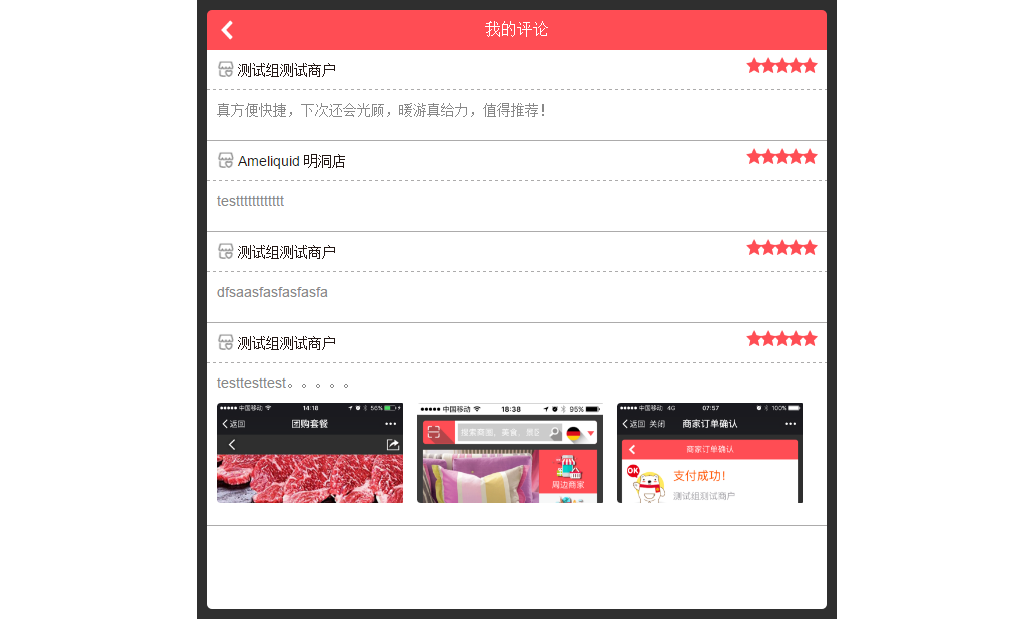 我的评论
测试组测试商户
真方便快捷，下次还会光顾，暖游真给力，值得推荐！
Ameliquid 明洞店
testttttttttttt
测试组测试商户
dfsaasfasfasfasfa
测试组测试商户
testtesttest。。。。。
中国移动 14:18 56%
返回 团购套餐
中国移动 18:38 95%
搜索商圈、美食、
周边商家
中国移动 4G 07:57 100%
返回 关闭 商家订单确认
商家订单确认
OK
支付成功！
测试组测试商户